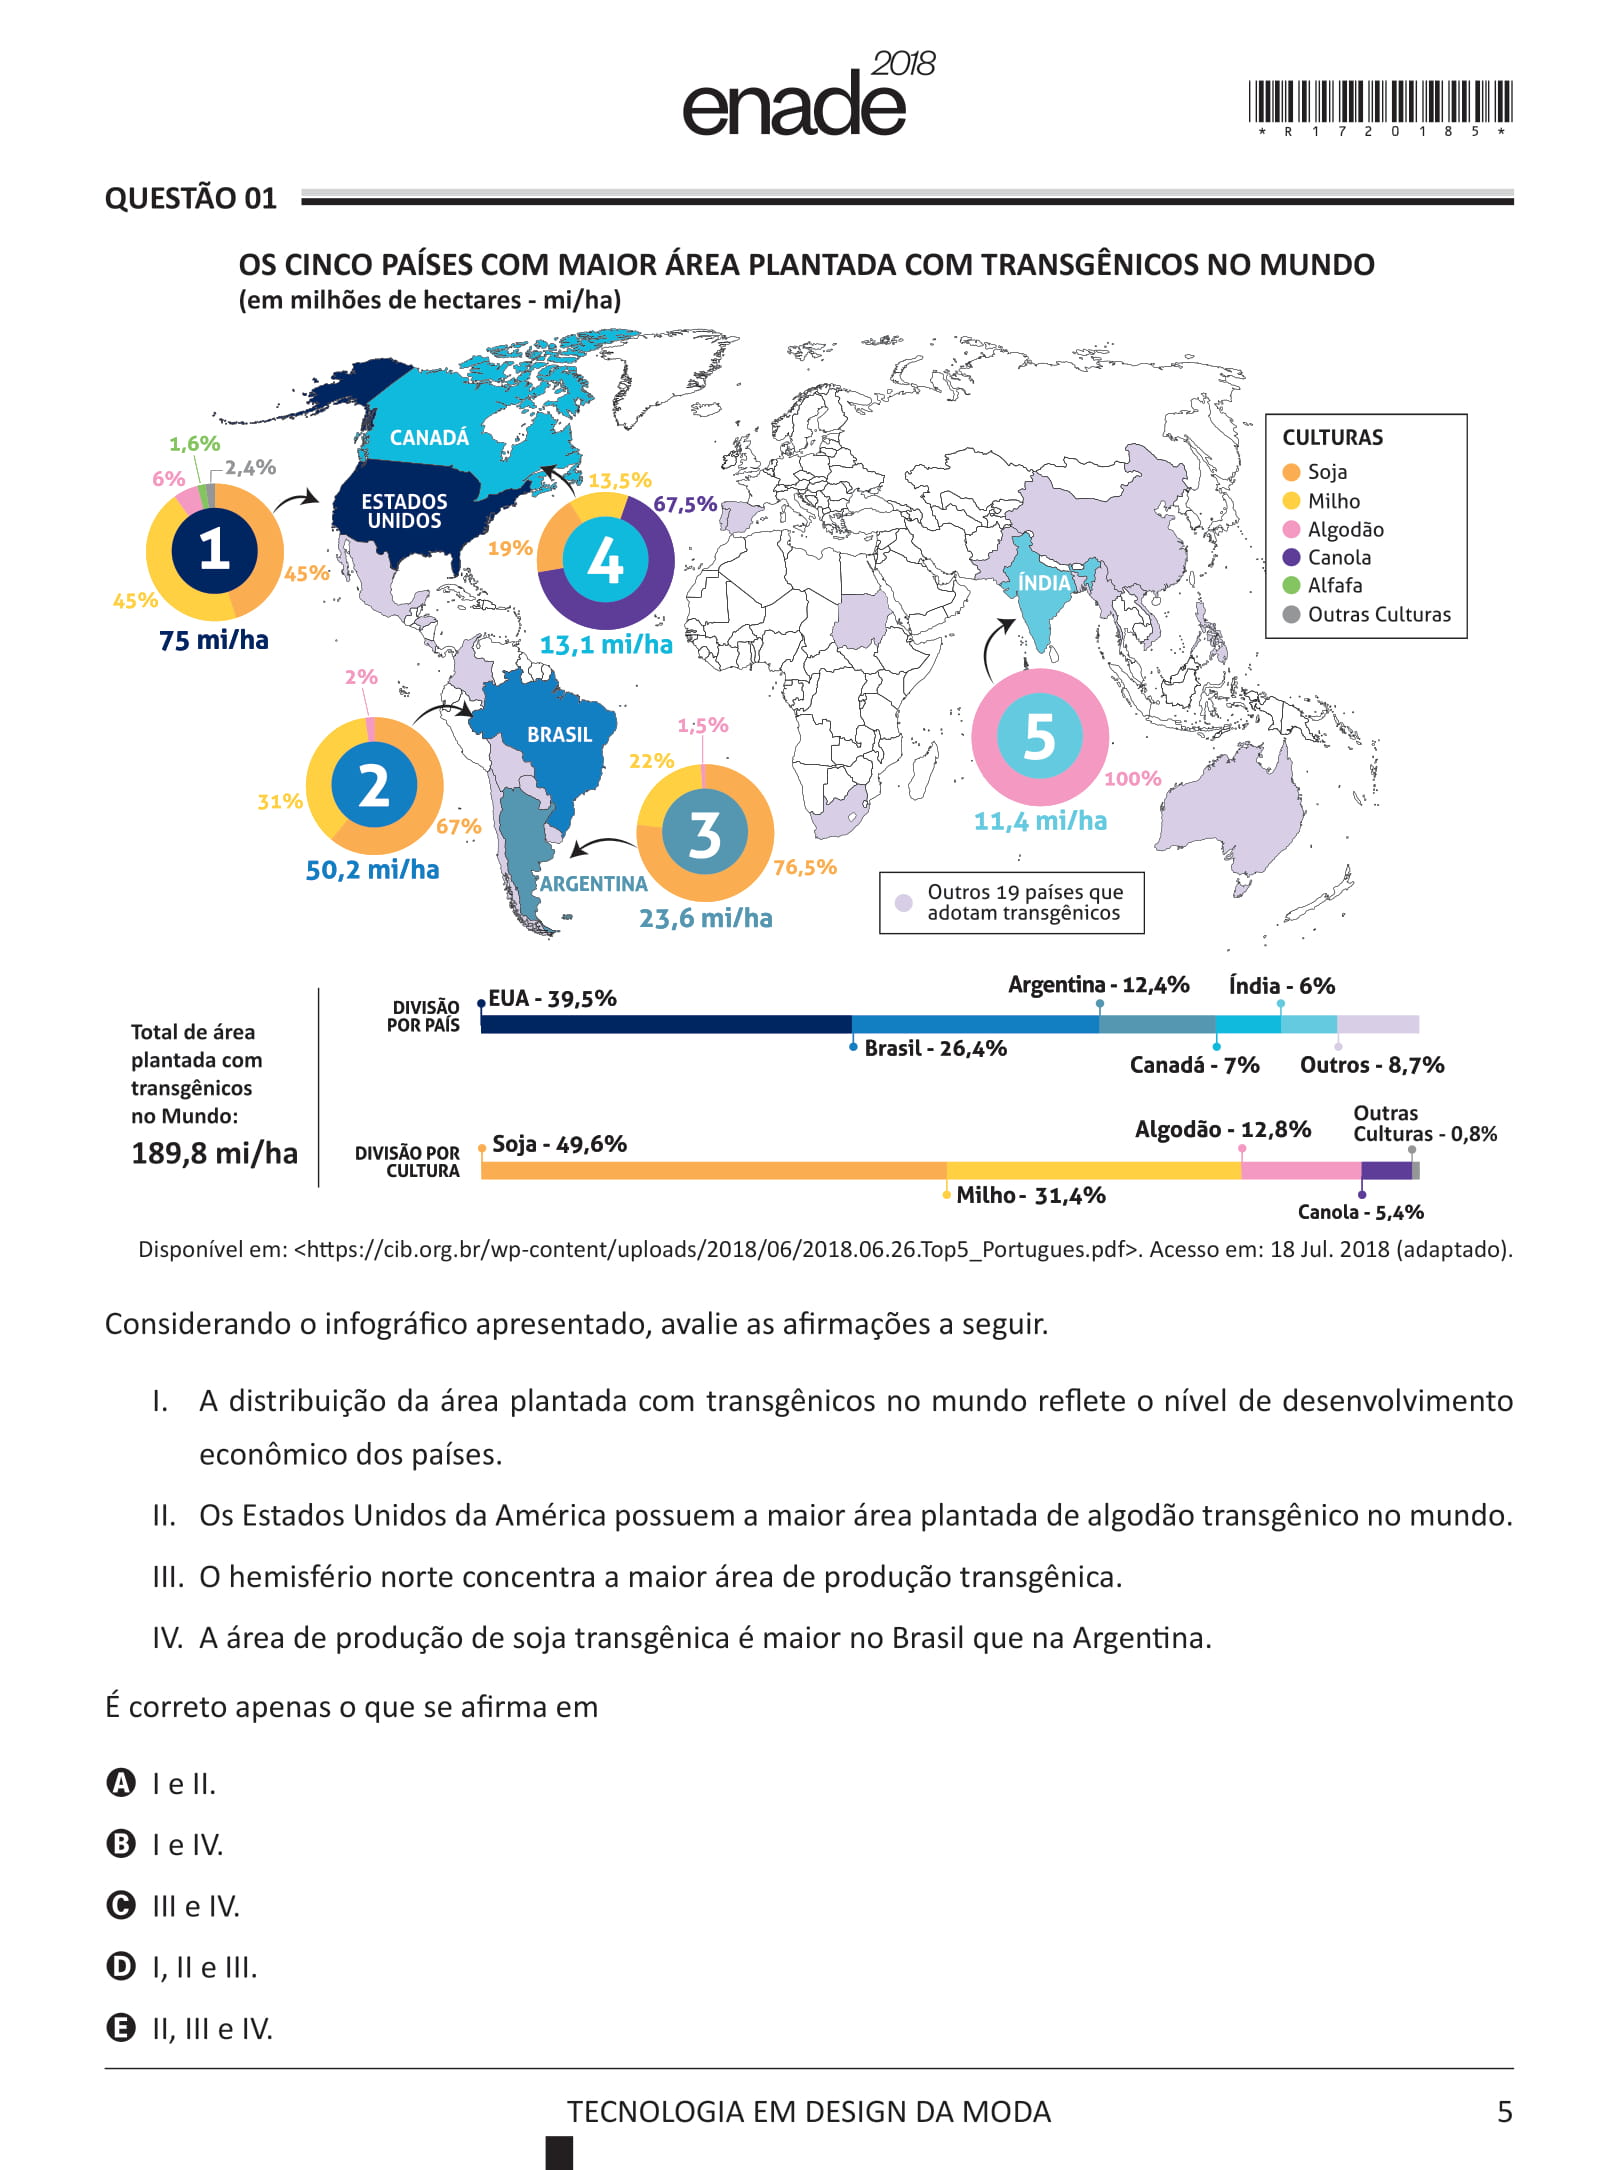 enade 2018
* R 1 7 2 0 1 8 5 *
QUESTÃO 01
OS CINCO PAÍSES COM MAIOR ÁREA PLANTADA COM TRANSGÊNICOS NO MUNDO
(em milhões de hectares - mi/ha)
CANADÁ
ESTADOS
UNIDOS
1,6%
6%
2,4%
1
45%
45%
75 mi/ha
13,5%
67,5%
19%
4
13,1 mi/ha
CULTURAS
Soja
Milho
Algodão
Canola
Alfafa
Outras Culturas
ÍNDIA
5
100%
11,4 mi/ha
2%
BRASIL
2
31%
67%
50,2 mi/ha
1,5%
22%
3
76,5%
ARGENTINA
23,6 mi/ha
Outros 19 países que
adotam transgênicos
Total de área
plantada com
transgênicos
no Mundo:
189,8 mi/ha
DIVISÃO
POR PAÍS
EUA - 39,5%
Brasil - 26,4%
Argentina - 12,4%
Canadá - 7%
Índia - 6%
Outros - 8,7%
DIVISÃO POR
CULTURA
Soja - 49,6%
Milho - 31,4%
Algodão - 12,8%
Canola - 5,4%
Outras
Culturas - 0,8%
Disponível em: <https://cib.org.br/wp-content/uploads/2018/06/2018.06.26.Top5_Portugues.pdf>. Acesso em: 18 Jul. 2018 (adaptado).
Considerando o infográfico apresentado, avalie as afirmações a seguir.
I. A distribuição da área plantada com transgênicos no mundo reflete o nível de desenvolvimento
econômico dos países.
II. Os Estados Unidos da América possuem a maior área plantada de algodão transgênico no mundo.
III. O hemisfério norte concentra a maior área de produção transgênica.
IV. A área de produção de soja transgênica é maior no Brasil que na Argentina.
É correto apenas o que se afirma em
A I e II.
B I e IV.
C III e IV.
D I, II e III.
E II, III e IV.
TECNOLOGIA EM DESIGN DA MODA
5